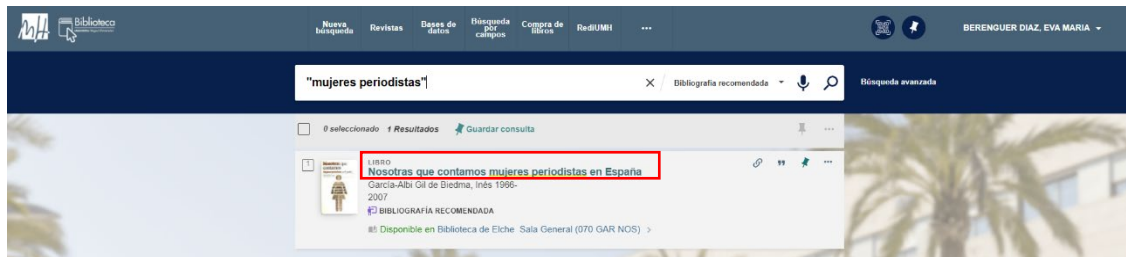 Biblioteca
Nueva búsqueda
Revistas
Bases de datos
Búsqueda por campos
Compra de libros
RediUMH
BERENGUER DIAZ, EVA MARIA
"mujeres periodistas"
Bibliografía recomendada
Búsqueda avanzada
0 seleccionado 1 Resultados Guardar consulta
1
LIBRO
Nosotras que contamos mujeres periodistas en España
García-Albi Gil de Biedma, Inés 1966-
2007
BIBLIOGRAFÍA RECOMENDADA
Disponible en Biblioteca de Elche Sala General (070 GAR NOS) >